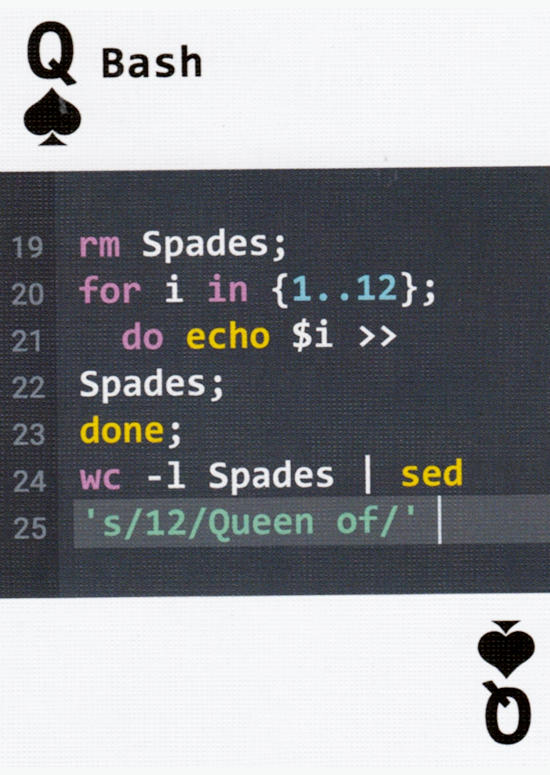 Q Bash
19 rm Spades;
20 for i in {1..12};
21 do echo $i >>
22 Spades;
23 done;
24 wc -l Spades | sed
25 's/12/Queen of/'
Q